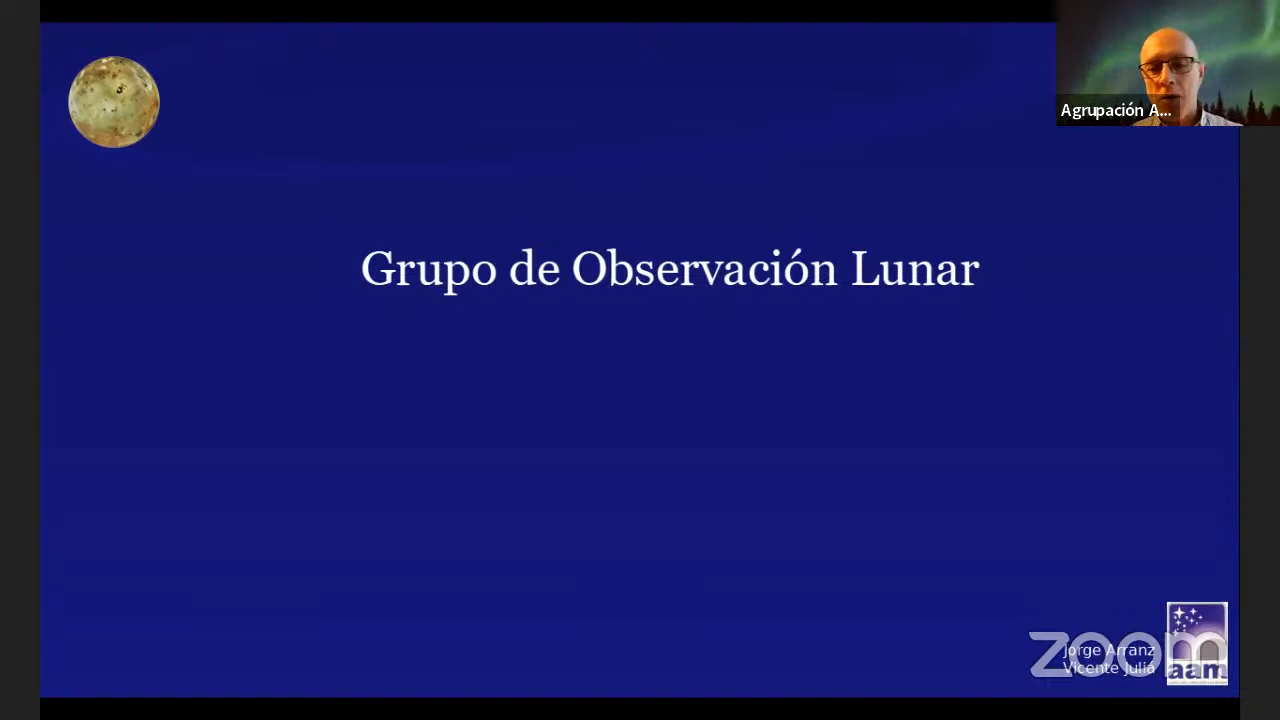 Agrupación A...
Grupo de Observación Lunar
Jorge Arranz
Vicente Juliá
zoom
aam